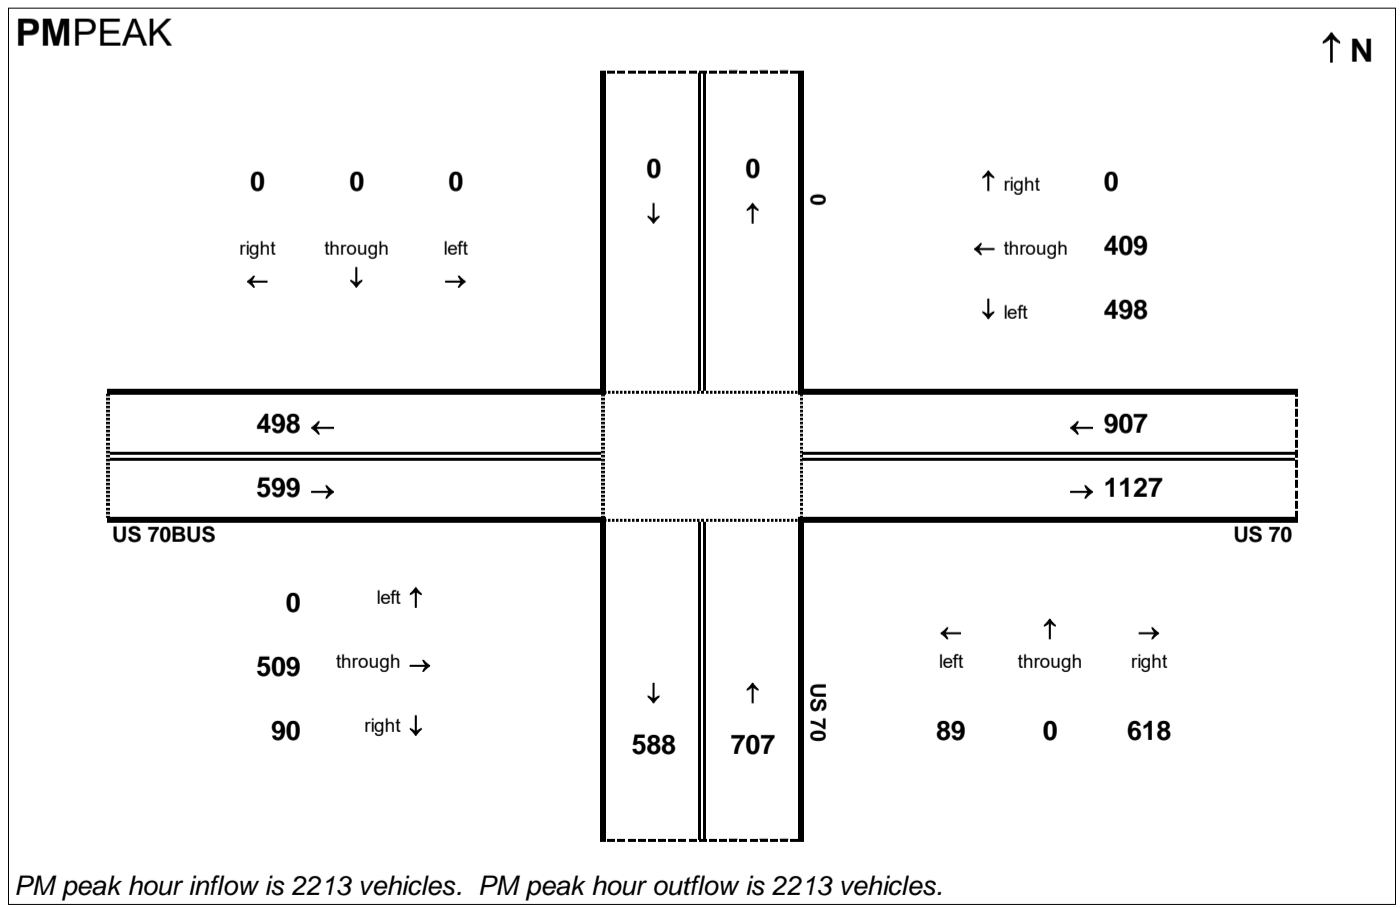 PMPEAK
↑ N
0 0 0
right through left
← ↓ →
0 0
↓ ↑
0
↑ right 0
← through 409
↓ left 498
498 ←
599 →
← 907
→ 1127
US 70BUS
US 70
0 left ↑
509 through →
90 right ↓
↓ ↑
588 707
US 70
← ↑ →
left through right
89 0 618
PM peak hour inflow is 2213 vehicles. PM peak hour outflow is 2213 vehicles.